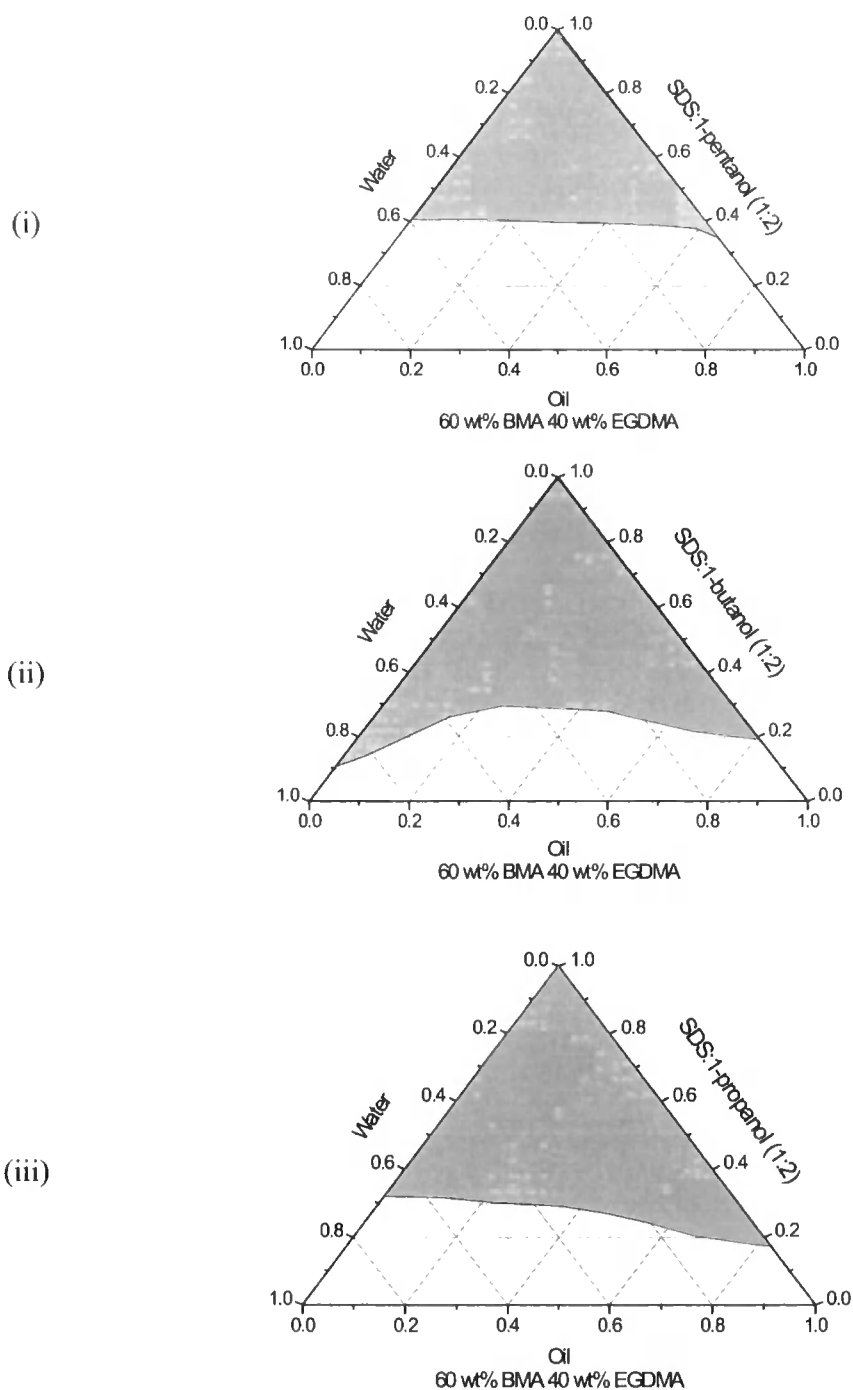 (i)
0.0 1.0
0.2 0.8
0.4 0.6
0.6 0.4
0.8 0.2
1.0 0.0
0.0 0.2 0.4 0.6 0.8 1.0
Water
SDS:1-pentanol (1:2)
Oil
60 wt% BMA 40 wt% EGDMA
(ii)
0.0 1.0
0.2 0.8
0.4 0.6
0.6 0.4
0.8 0.2
1.0 0.0
0.0 0.2 0.4 0.6 0.8 1.0
Water
SDS:1-butanol (1:2)
Oil
60 wt% BMA 40 wt% EGDMA
(iii)
0.0 1.0
0.2 0.8
0.4 0.6
0.6 0.4
0.8 0.2
1.0 0.0
0.0 0.2 0.4 0.6 0.8 1.0
Water
SDS:1-propanol (1:2)
Oil
60 wt% BMA 40 wt% EGDMA